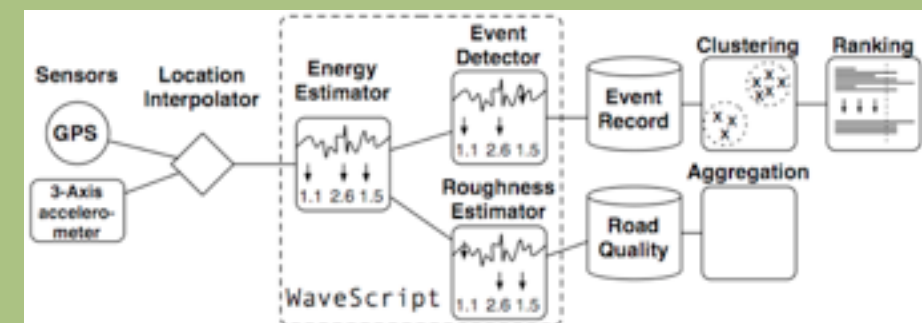 Sensors
GPS
3-Axis
accelero-
meter
Location
Interpolator
Energy
Estimator
1.1 2.6 1.5
Event
Detector
1.1 2.6 1.5
Roughness
Estimator
1.1 2.6 1.5
WaveScript
Event
Record
Clustering
x x
x x
x
x x
x
x
Ranking
Road
Quality
Aggregation